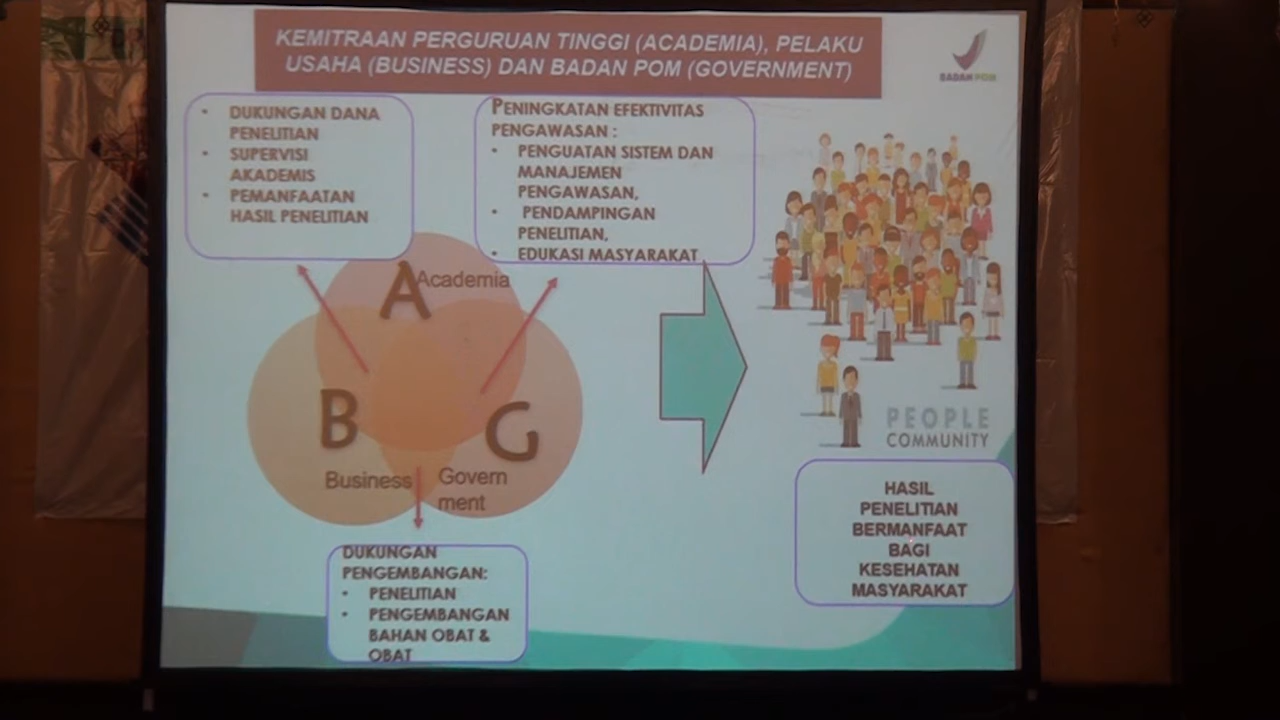 KEMITRAAN PERGURUAN TINGGI (ACADEMIA), PELAKU
USAHA (BUSINESS) DAN BADAN POM (GOVERNMENT)
BADAN POM
• DUKUNGAN DANA
PENELITIAN
• SUPERVISI
AKADEMIS
• PEMANFAATAN
HASIL PENELITIAN
PENINGKATAN EFEKTIVITAS
PENGAWASAN :
• PENGUATAN SISTEM DAN
MANAJEMEN
PENGAWASAN,
• PENDAMPINGAN
PENELITIAN,
• EDUKASI MASYARAKAT
A
Academia
B
Business
G
Govern
ment
DUKUNGAN
PENGEMBANGAN:
• PENELITIAN
• PENGEMBANGAN
BAHAN OBAT &
OBAT
PEOPLE
COMMUNITY
HASIL
PENELITIAN
BERMANFAAT
BAGI
KESEHATAN
MASYARAKAT